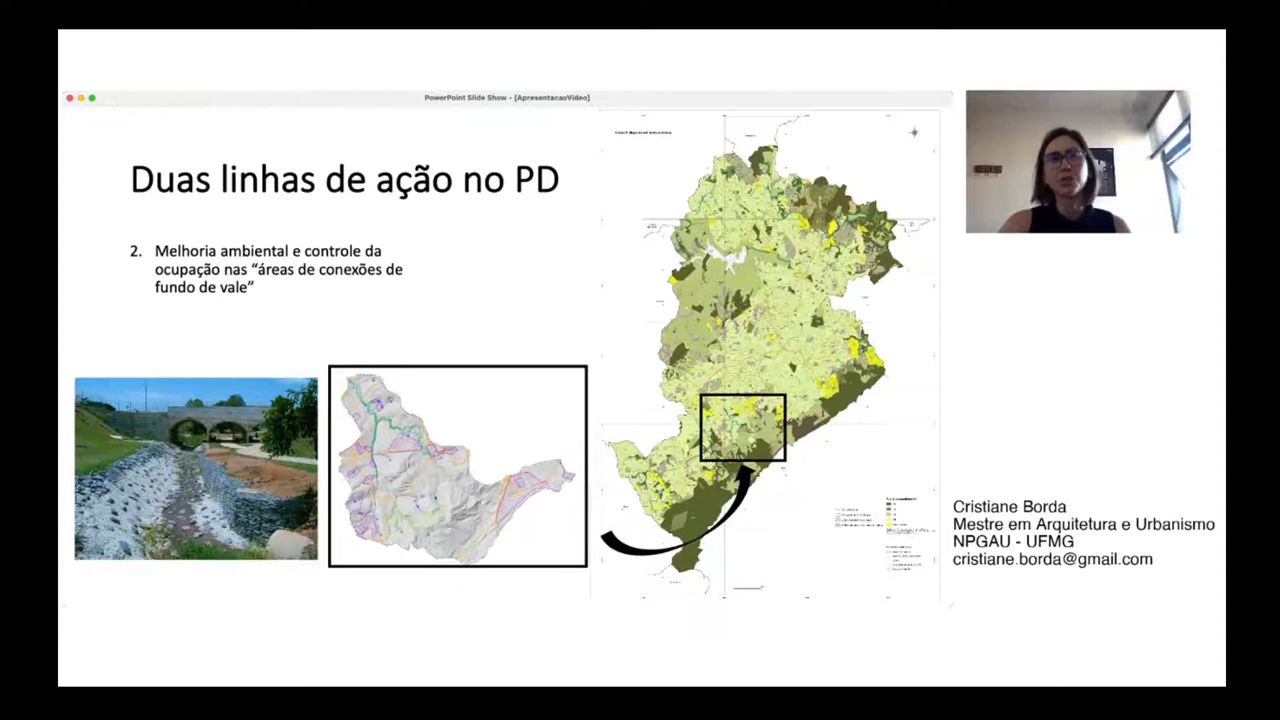 PowerPoint Slide Show - [ApresentacaoVideo]
Duas linhas de ação no PD
2. Melhoria ambiental e controle da
ocupação nas “áreas de conexões de
fundo de vale”
Cristiane Borda
Mestre em Arquitetura e Urbanismo
NPGAU - UFMG
cristiane.borda@gmail.com